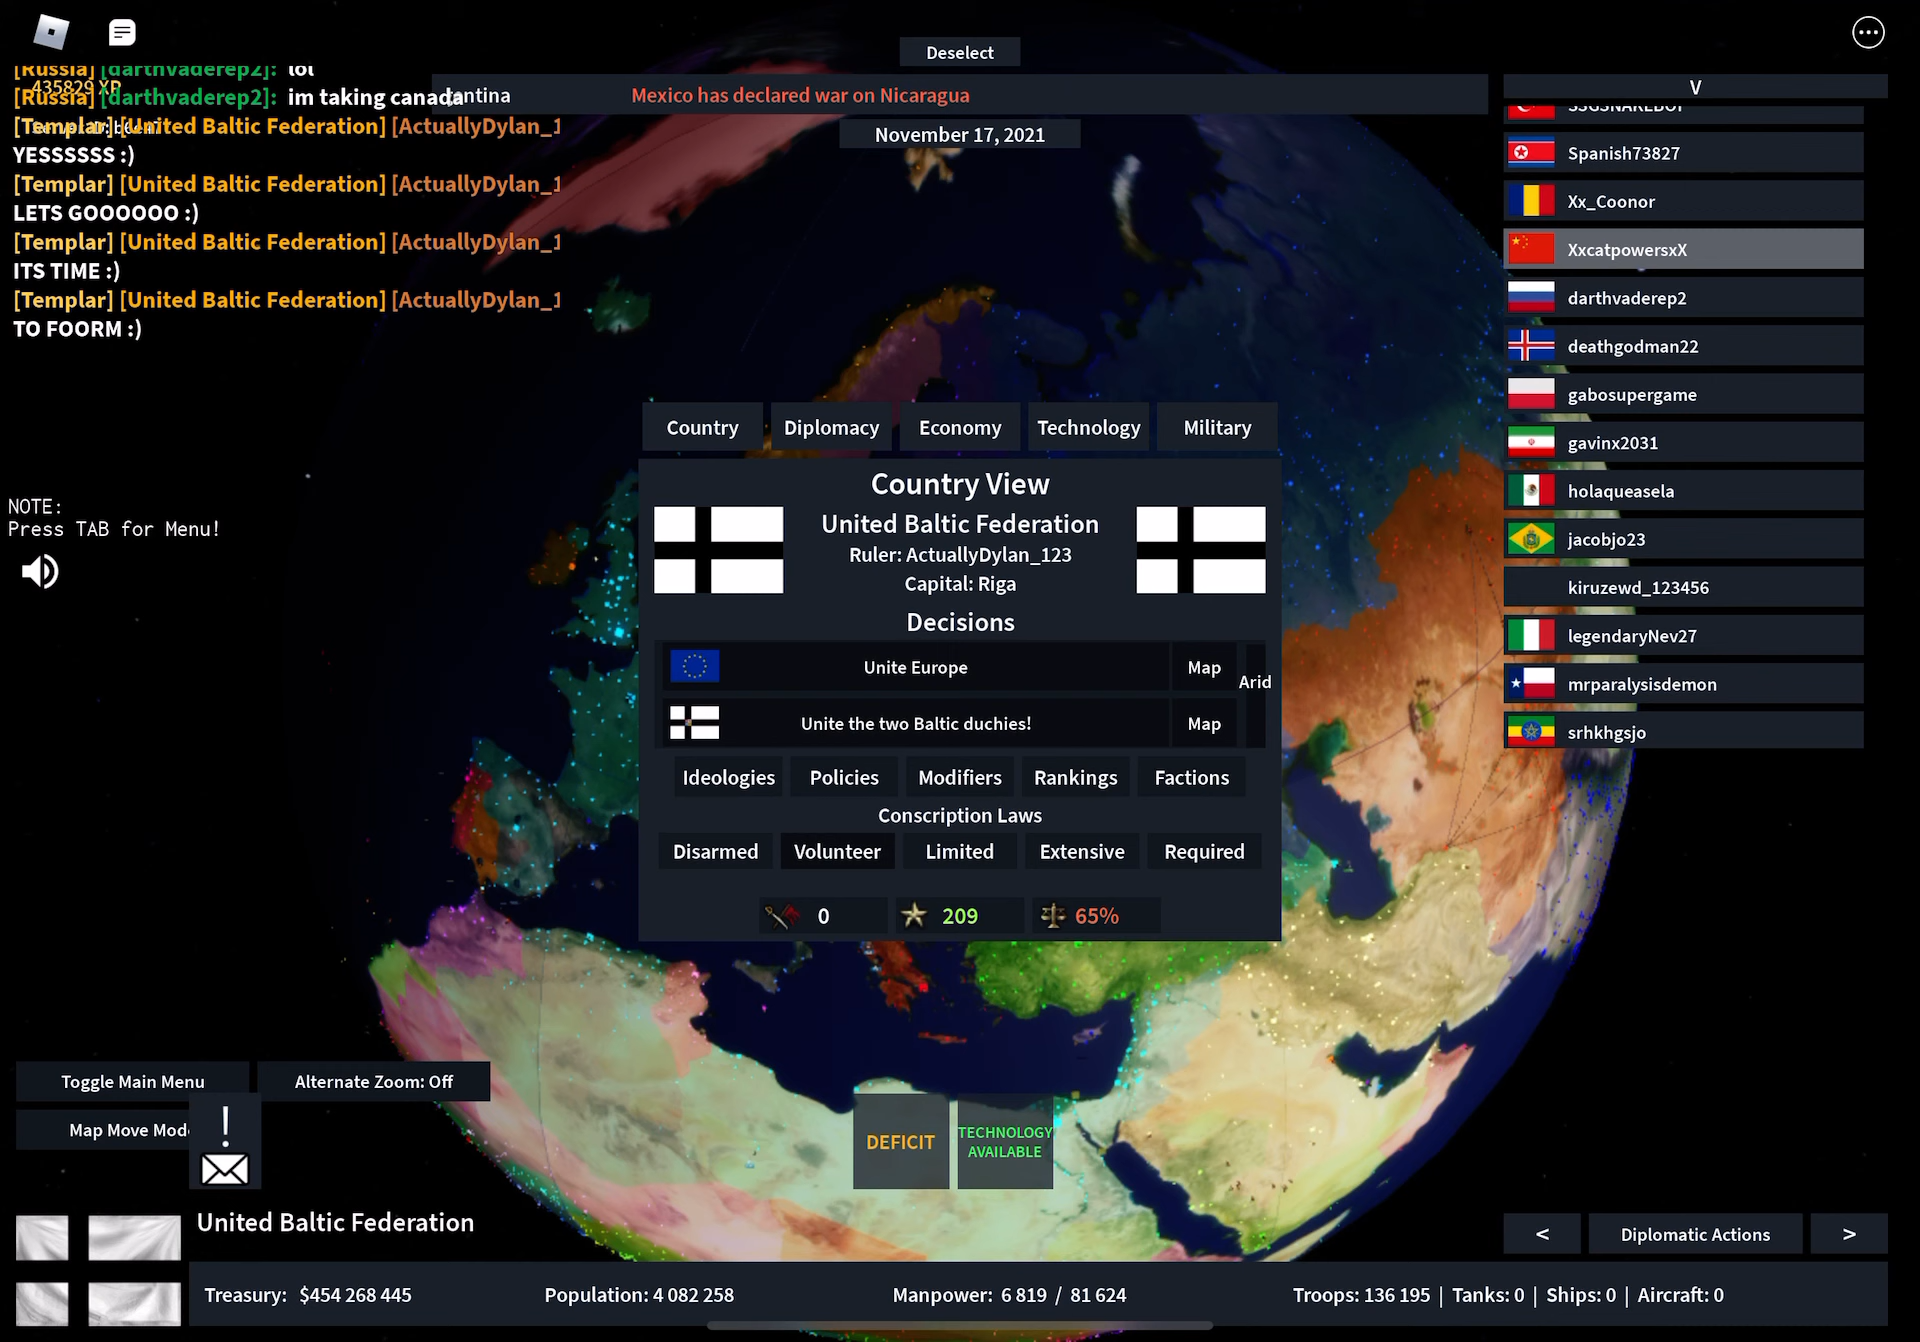 [Russia] [darthvaderep2]: lol
435829 XP
[Russia] [darthvaderep2]: im taking canada
[Templar] [United Baltic Federation] [ActuallyDylan_1
YESSSSSS :)
[Templar] [United Baltic Federation] [ActuallyDylan_1
LETS GOOOOOO :)
[Templar] [United Baltic Federation] [ActuallyDylan_1
ITS TIME :)
[Templar] [United Baltic Federation] [ActuallyDylan_1
TO FOORM :)
NOTE:
Press TAB for Menu!
Deselect
Mexico has declared war on Nicaragua
November 17, 2021
V
Spanish73827
Xx_Coonor
XxcatpowersxX
darthvaderep2
deathgodman22
gabosupergame
gavinx2031
holaqueasela
jacobjo23
kiruzewd_123456
legendaryNev27
mrparalysisdemon
srhkhgsjo
Country Diplomacy Economy Technology Military
Country View
United Baltic Federation
Ruler: ActuallyDylan_123
Capital: Riga
Decisions
Unite Europe Map
Arid
Unite the two Baltic duchies! Map
Ideologies Policies Modifiers Rankings Factions
Conscription Laws
Disarmed Volunteer Limited Extensive Required
0 209 65%
Toggle Main Menu Alternate Zoom: Off
Map Move Mod
!
DEFICIT
TECHNOLOGY
AVAILABLE
United Baltic Federation
< Diplomatic Actions >
Treasury: $454 268 445 Population: 4 082 258 Manpower: 6 819 / 81 624 Troops: 136 195 | Tanks: 0 | Ships: 0 | Aircraft: 0